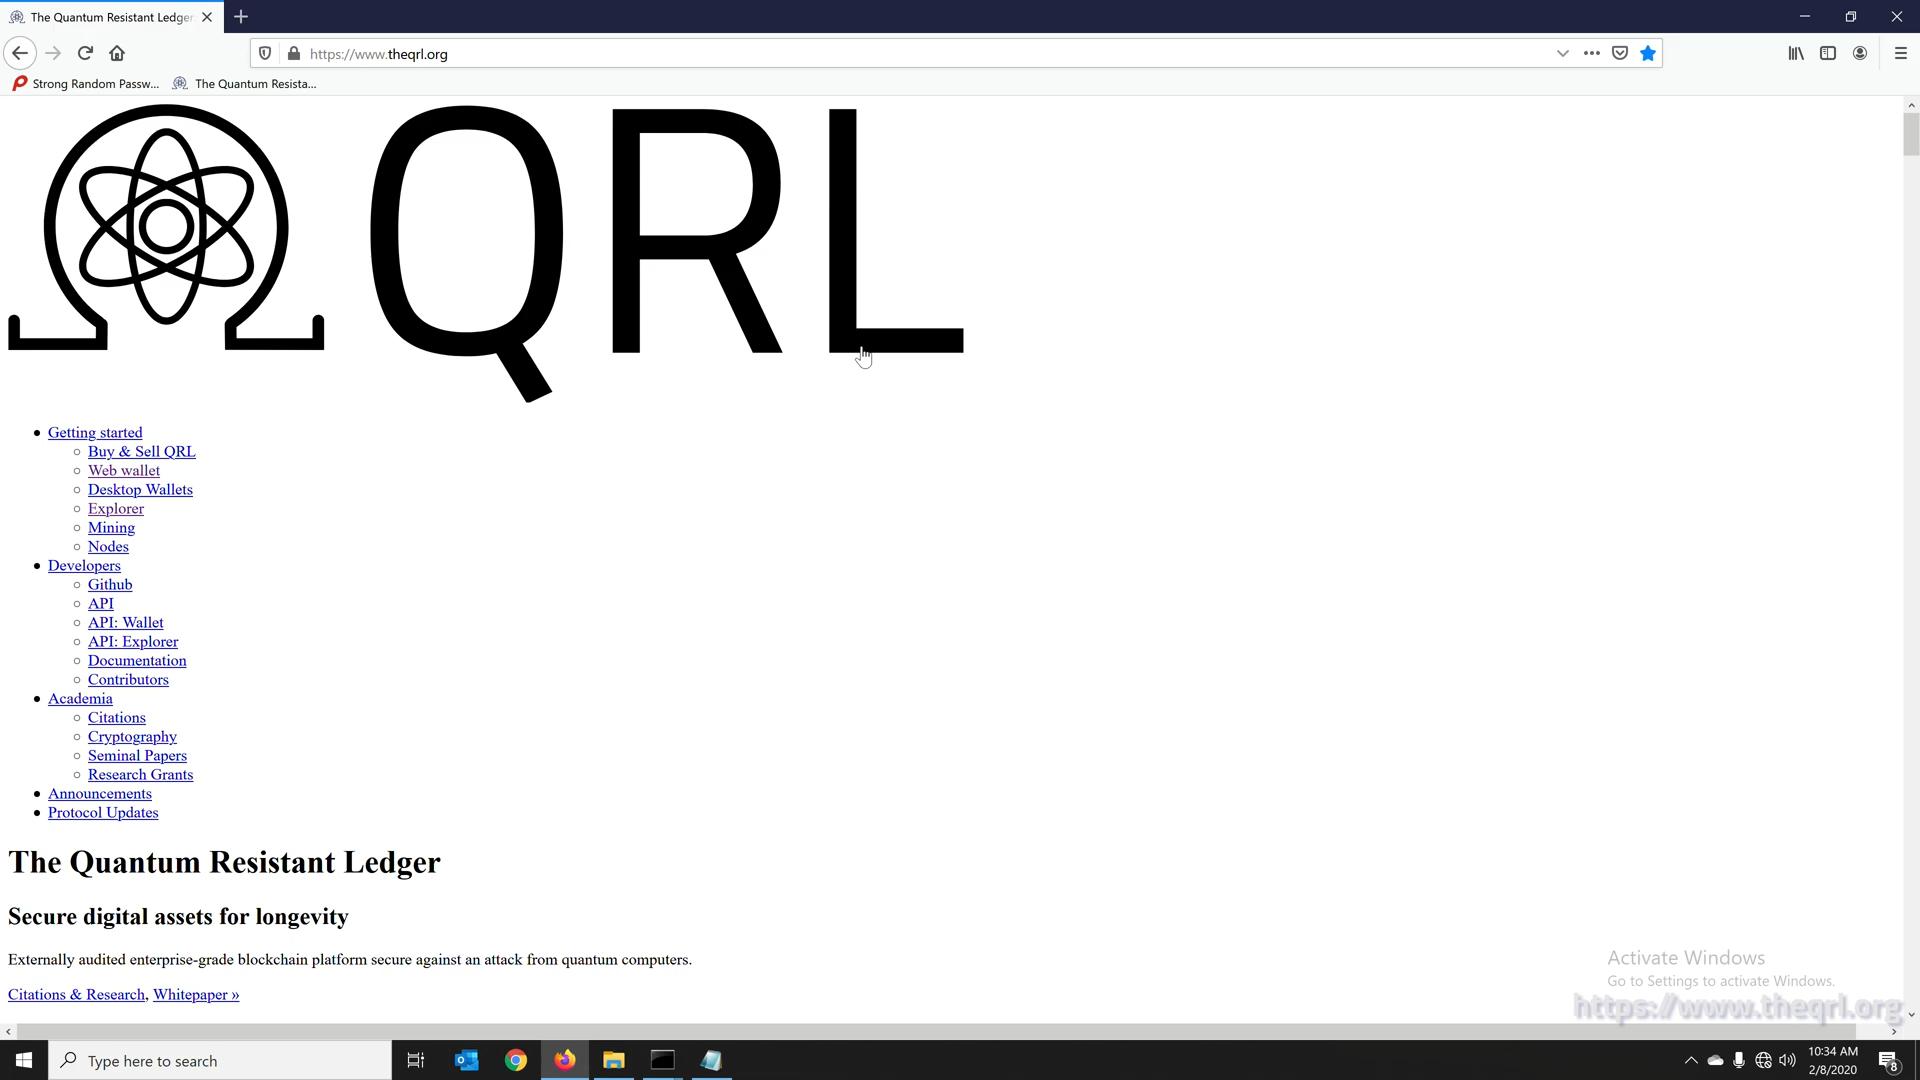 The Quantum Resistant Ledger
https://www.theqrl.org
Strong Random Passw...
The Quantum Resista...
QRL
Getting started
Buy & Sell QRL
Web wallet
Desktop Wallets
Explorer
Mining
Nodes
Developers
Github
API
API: Wallet
API: Explorer
Documentation
Contributors
Academia
Citations
Cryptography
Seminal Papers
Research Grants
Announcements
Protocol Updates
The Quantum Resistant Ledger
Secure digital assets for longevity
Externally audited enterprise-grade blockchain platform secure against an attack from quantum computers.
Citations & Research, Whitepaper »
Activate Windows
Go to Settings to activate Windows.
https://www.theqrl.org
Type here to search
10:34 AM
2/8/2020
8